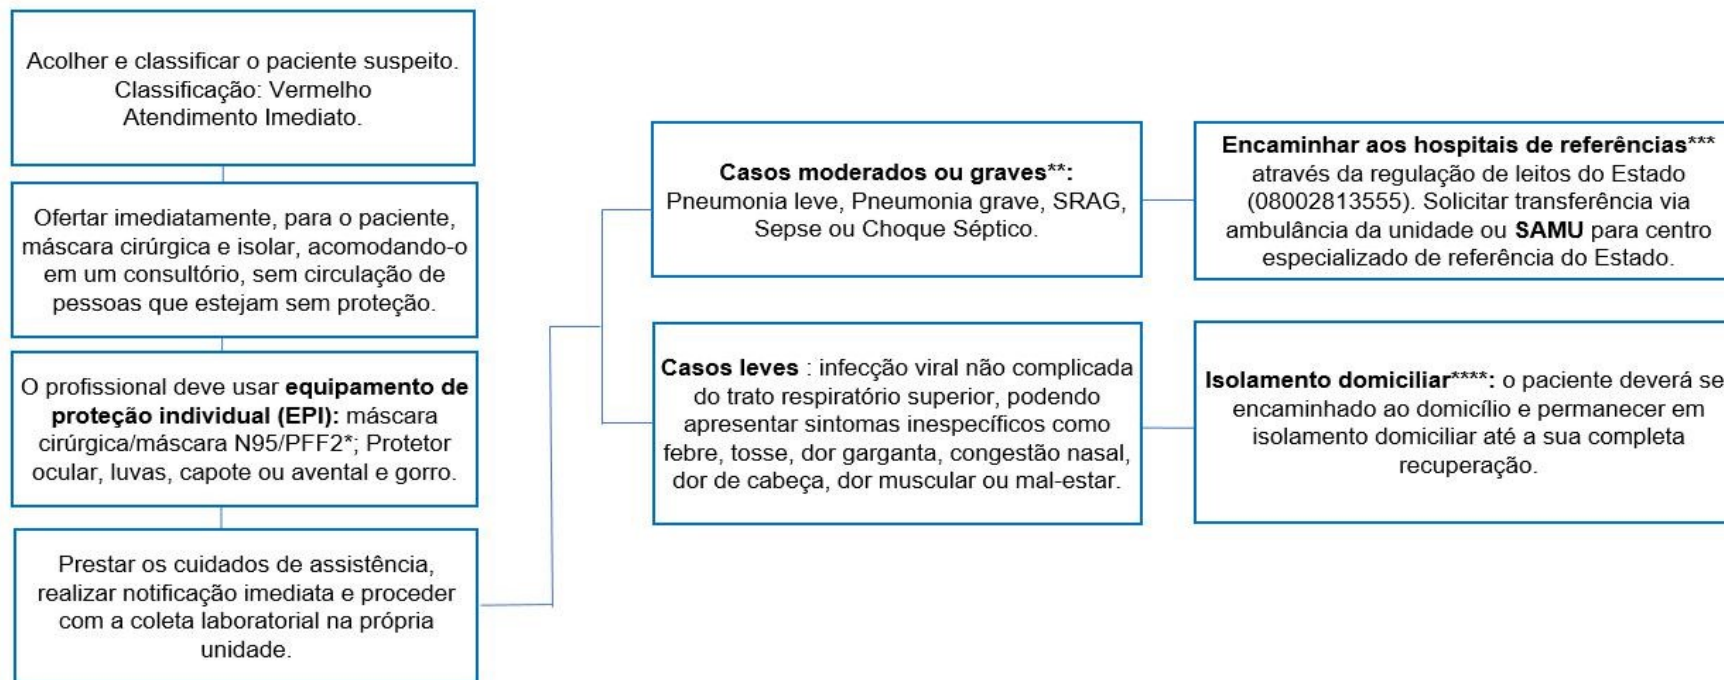 Acolher e classificar o paciente suspeito.
Classificação: Vermelho
Atendimento Imediato.
Ofertar imediatamente, para o paciente,
máscara cirúrgica e isolar, acomodando-o
em um consultório, sem circulação de
pessoas que estejam sem proteção.
O profissional deve usar equipamento de
proteção individual (EPI): máscara
cirúrgica/máscara N95/PFF2*; Protetor
ocular, luvas, capote ou avental e gorro.
Prestar os cuidados de assistência,
realizar notificação imediata e proceder
com a coleta laboratorial na própria
unidade.
Casos moderados ou graves**:
Pneumonia leve, Pneumonia grave, SRAG,
Sepse ou Choque Séptico.
Encaminhar aos hospitais de referências***
através da regulação de leitos do Estado
(08002813555). Solicitar transferência via
ambulância da unidade ou SAMU para centro
especializado de referência do Estado.
Casos leves : infecção viral não complicada
do trato respiratório superior, podendo
apresentar sintomas inespecíficos como
febre, tosse, dor garganta, congestão nasal,
dor de cabeça, dor muscular ou mal-estar.
Isolamento domiciliar****: o paciente deverá se
encaminhado ao domicílio e permanecer em
isolamento domiciliar até a sua completa
recuperação.